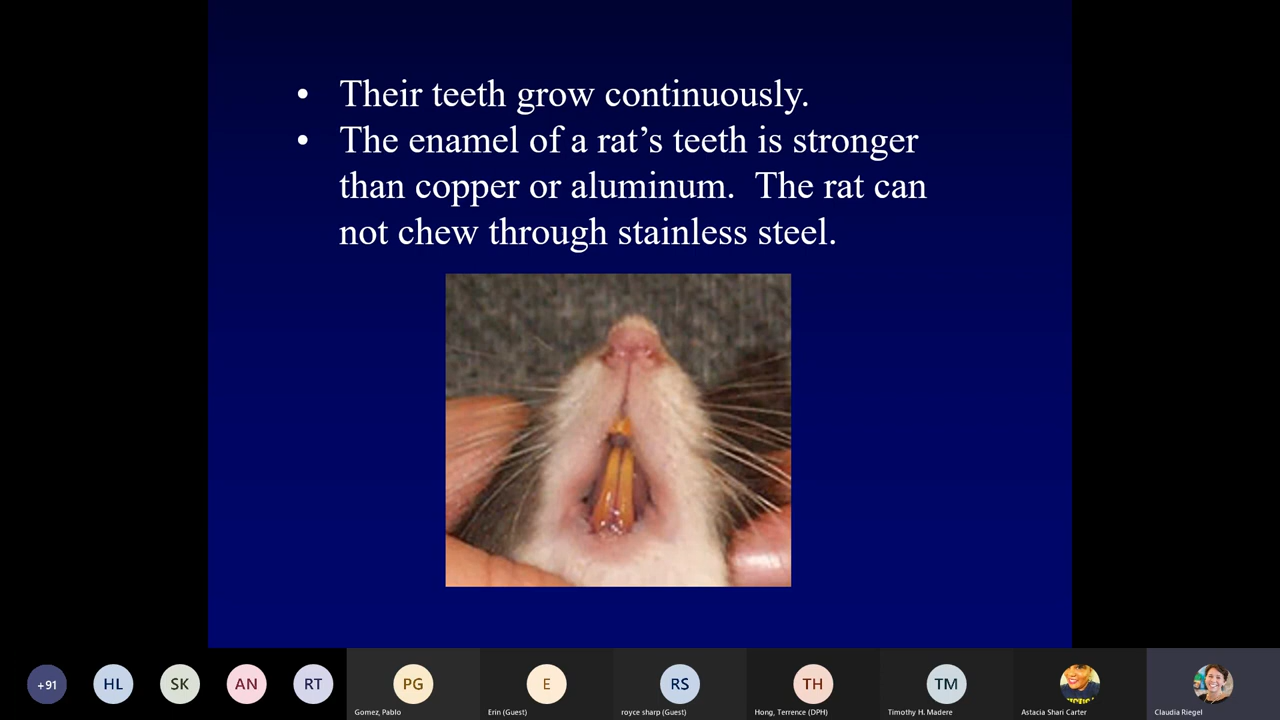 • Their teeth grow continuously.
• The enamel of a rat’s teeth is stronger
than copper or aluminum.  The rat can
not chew through stainless steel.
+91
HL
SK
AN
RT
PG
E
RS
TH
TM
Gomez, Pablo
Erin (Guest)
royce sharp (Guest)
Hong, Terrence (DPH)
Timothy H. Madere
Astacia Shari Carter
Claudia Riegel